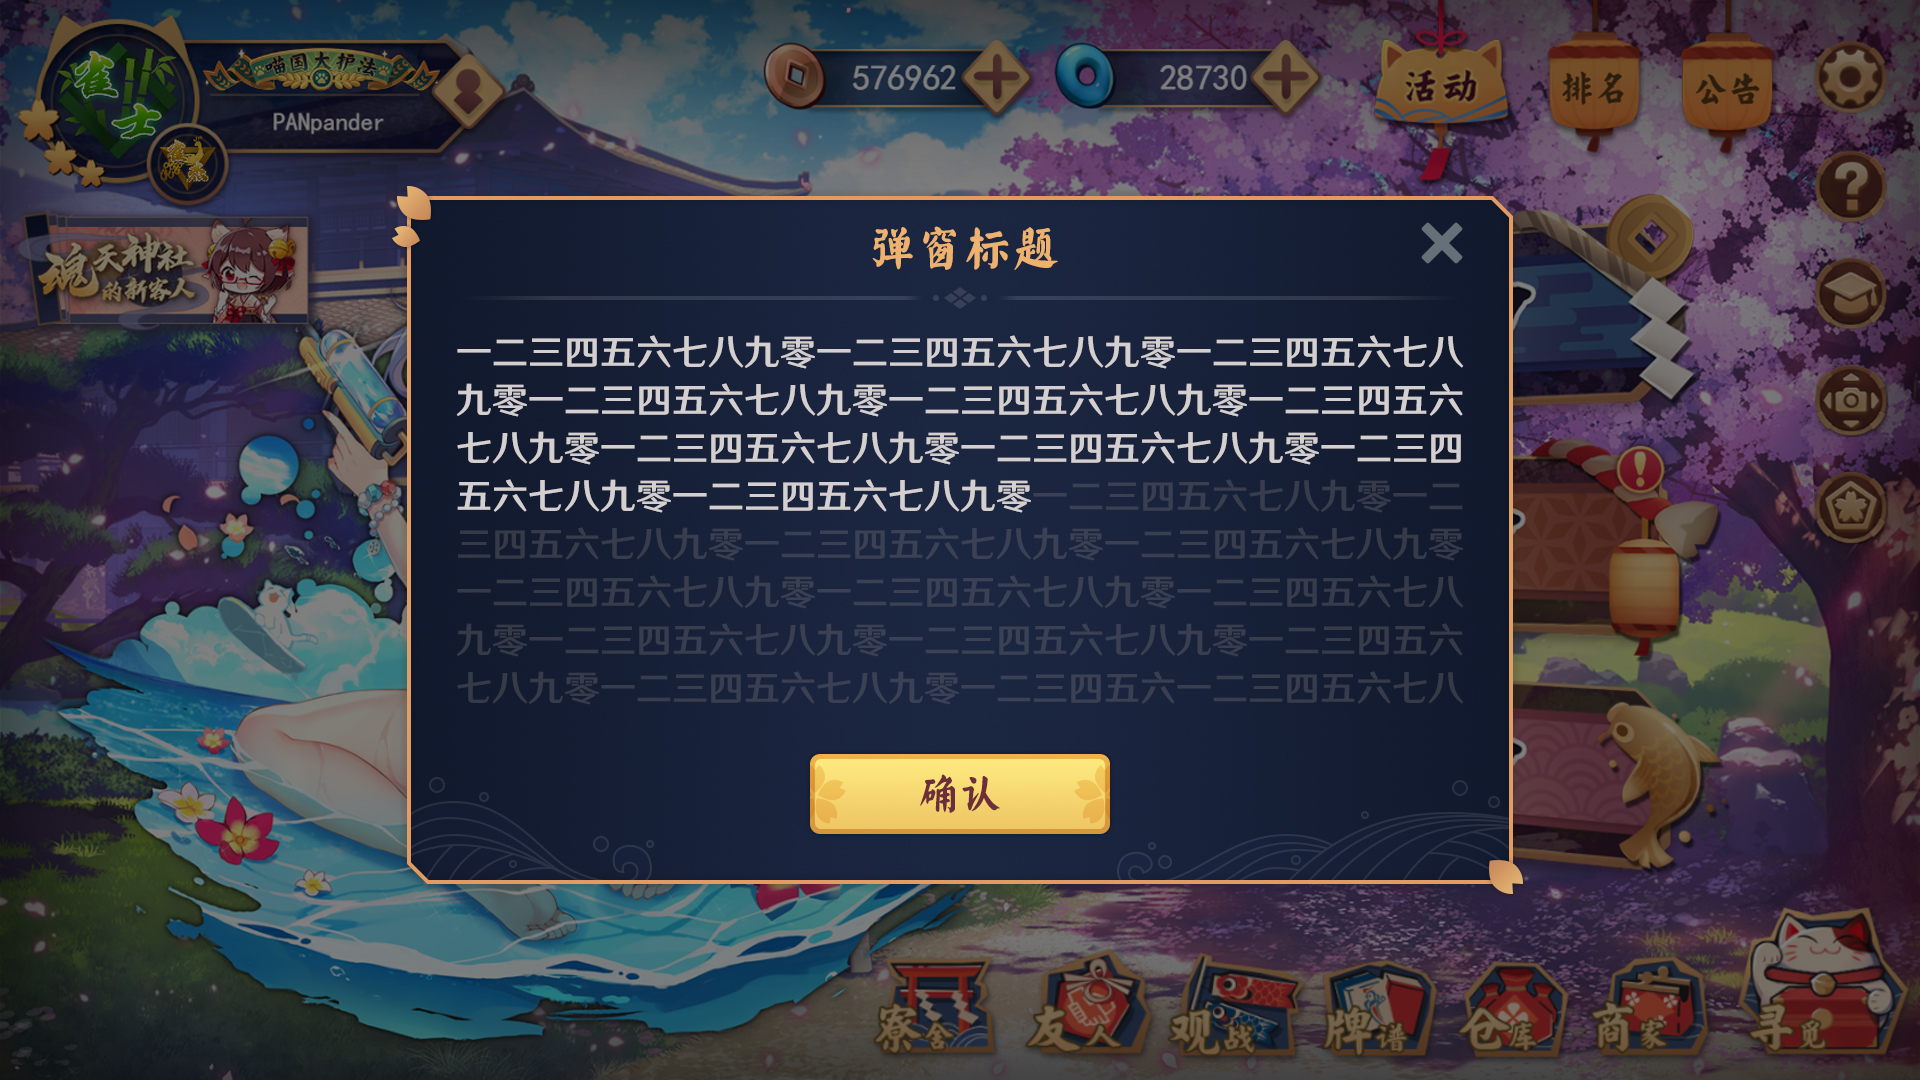 雀士
喵国大护法
PANpander
576962
28730
活动
排名
公告
魂天神社
的新客人
弹窗标题
一二三四五六七八九零一二三四五六七八九零一二三四五六七八
九零一二三四五六七八九零一二三四五六七八九零一二三四五六
七八九零一二三四五六七八九零一二三四五六七八九零一二三四
五六七八九零一二三四五六七八九零一二三四五六七八九零一二
三四五六七八九零一二三四五六七八九零一二三四五六七八九零
一二三四五六七八九零一二三四五六七八九零一二三四五六七八
九零一二三四五六七八九零一二三四五六七八九零一二三四五六
七八九零一二三四五六七八九零一二三四五六一二三四五六七八
确认
寮舍
友人
观战
牌谱
仓库
商家
寻觅